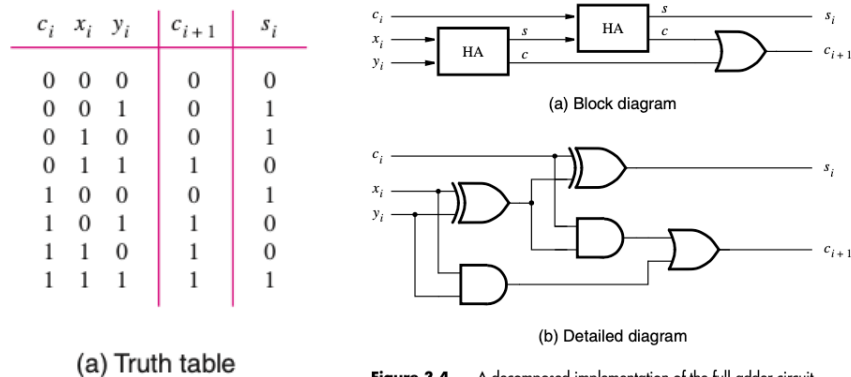 c_i x_i y_i c_{i+1} s_i
0 0 0 0 0
0 0 1 0 1
0 1 0 0 1
0 1 1 1 0
1 0 0 0 1
1 0 1 1 0
1 1 0 1 0
1 1 1 1 1
(a) Truth table
c_i s s_i
x_i HA s HA c c_{i+1}
y_i c
(a) Block diagram
c_i s_i
x_i
y_i
c_{i+1}
(b) Detailed diagram
Figure 3.4 A decomposed implementation of the full-adder circuit